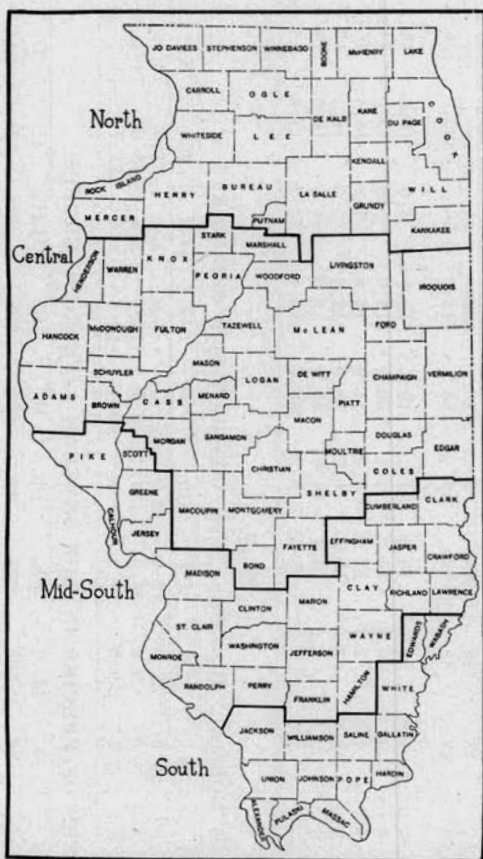 JO DAVIESS STEPHENSON WINNEBAGO BOONE McHENRY LAKE
CARROLL OGLE
North DE KALB KANE DU PAGE COOK
WHITESIDE LEE
KENDALL
ROCK ISLAND HENRY BUREAU LA SALLE WILL
MERCER PUTNAM GRUNDY
KANKAKEE
STARK MARSHALL
Central HENDERSON WARREN KNOX PEORIA WOODFORD LIVINGSTON
IROQUOIS
HANCOCK McDONOUGH FULTON TAZEWELL McLEAN FORD
SCHUYLER MASON
ADAMS BROWN CASS MENARD LOGAN DE WITT PIATT CHAMPAIGN VERMILION
MACON
PIKE SCOTT MORGAN SANGAMON MOULTRIE DOUGLAS EDGAR
CHRISTIAN COLES
GREENE SHELBY
CALHOUN JERSEY MACOUPIN MONTGOMERY CUMBERLAND CLARK
FAYETTE EFFINGHAM JASPER CRAWFORD
MADISON BOND
Mid-South CLAY RICHLAND LAWRENCE
CLINTON MARION
ST. CLAIR WAYNE EDWARDS WABASH
WASHINGTON JEFFERSON
MONROE
RANDOLPH PERRY HAMILTON WHITE
FRANKLIN
JACKSON WILLIAMSON SALINE GALLATIN
South
UNION JOHNSON POPE HARDIN
ALEXANDER PULASKI MASSAC